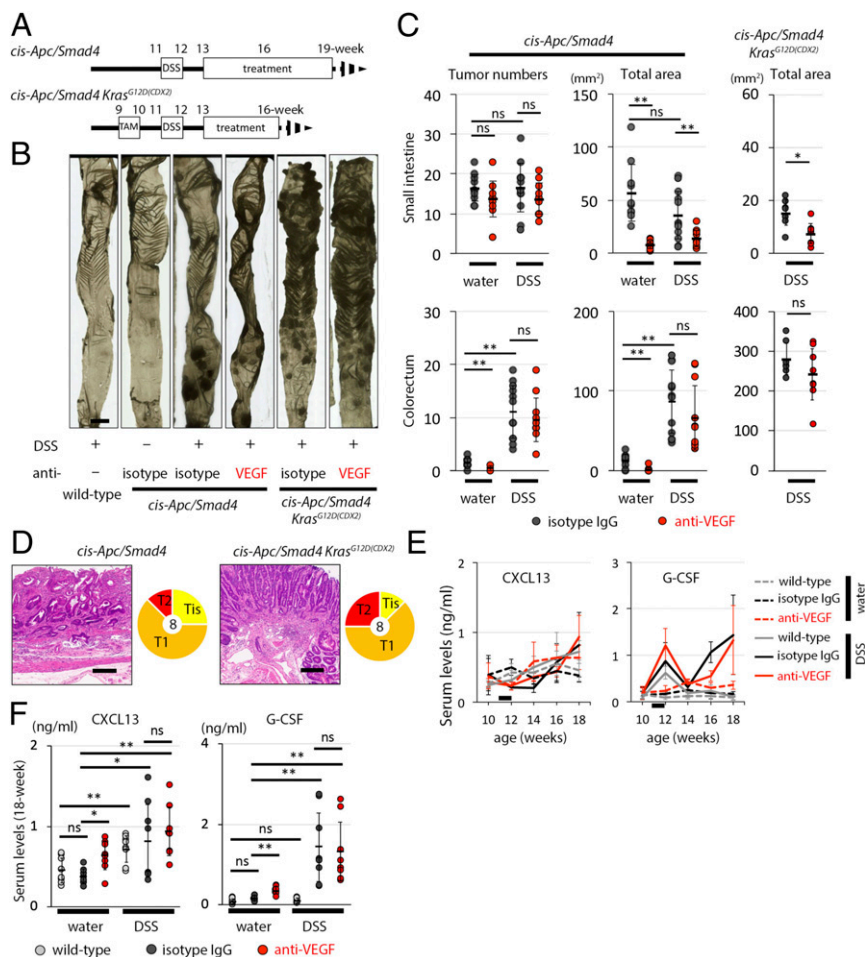 A
cis-Apc/Smad4
11 12 13 16 19-week
DSS treatment
cis-Apc/Smad4 KrasG12D(CDX2)
9 10 11 12 13 16-week
TAM DSS treatment
B
DSS + – + + + +
anti- – isotype isotype VEGF isotype VEGF
wild-type cis-Apc/Smad4 cis-Apc/Smad4
KrasG12D(CDX2)
C
cis-Apc/Smad4
cis-Apc/Smad4
KrasG12D(CDX2)
Tumor numbers (mm²) Total area (mm²) Total area
Small intestine
40
30
20
10
0
ns
ns
ns
water DSS
150
100
50
0
**
ns
**
water DSS
60
40
20
0
*
DSS
Colorectum
30
20
10
0
**
**
ns
water DSS
200
100
0
**
**
ns
water DSS
400
300
200
100
0
ns
DSS
isotype IgG anti-VEGF
D
cis-Apc/Smad4 cis-Apc/Smad4 KrasG12D(CDX2)
T2 Tis
8
T1
T2 Tis
8
T1
E
CXCL13 G-CSF
Serum levels (ng/ml)
2
1
0
10 12 14 16 18
age (weeks)
3
2
1
0
10 12 14 16 18
age (weeks)
wild-type
isotype IgG
anti-VEGF
water
wild-type
isotype IgG
anti-VEGF
DSS
F
(ng/ml) CXCL13 (ng/ml) G-CSF
Serum levels (18-week)
2
1
0
ns
**
*
**
ns
*
water DSS
4
2
0
ns
**
**
ns
ns
**
water DSS
wild-type isotype IgG anti-VEGF